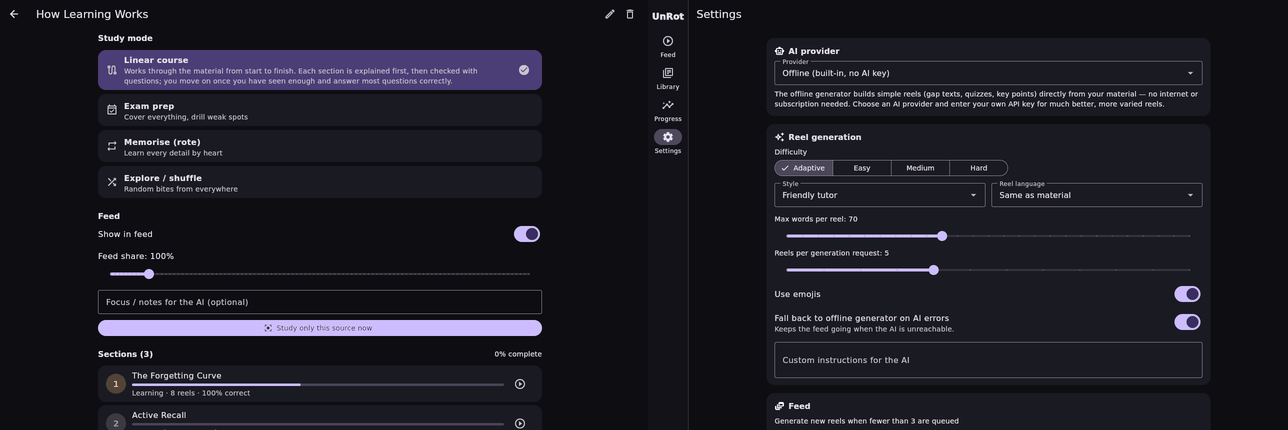 How Learning Works
Study mode
Linear course
Works through the material from start to finish. Each section is explained first, then checked with
questions; you move on once you have seen enough and answer most questions correctly.
Exam prep
Cover everything, drill weak spots
Memorise (rote)
Learn every detail by heart
Explore / shuffle
Random bites from everywhere
Feed
Show in feed
Feed share: 100%
Focus / notes for the AI (optional)
Study only this source now
Sections (3)
0% complete
1
The Forgetting Curve
Learning · 8 reels · 100% correct
2
Active Recall
UnRot
Feed
Library
Progress
Settings
Settings
AI provider
Provider
Offline (built-in, no AI key)
The offline generator builds simple reels (gap texts, quizzes, key points) directly from your material — no internet or
subscription needed. Choose an AI provider and enter your own API key for much better, more varied reels.
Reel generation
Difficulty
Adaptive
Easy
Medium
Hard
Style
Friendly tutor
Reel language
Same as material
Max words per reel: 70
Reels per generation request: 5
Use emojis
Fall back to offline generator on AI errors
Keeps the feed going when the AI is unreachable.
Custom instructions for the AI
Feed
Generate new reels when fewer than 3 are queued